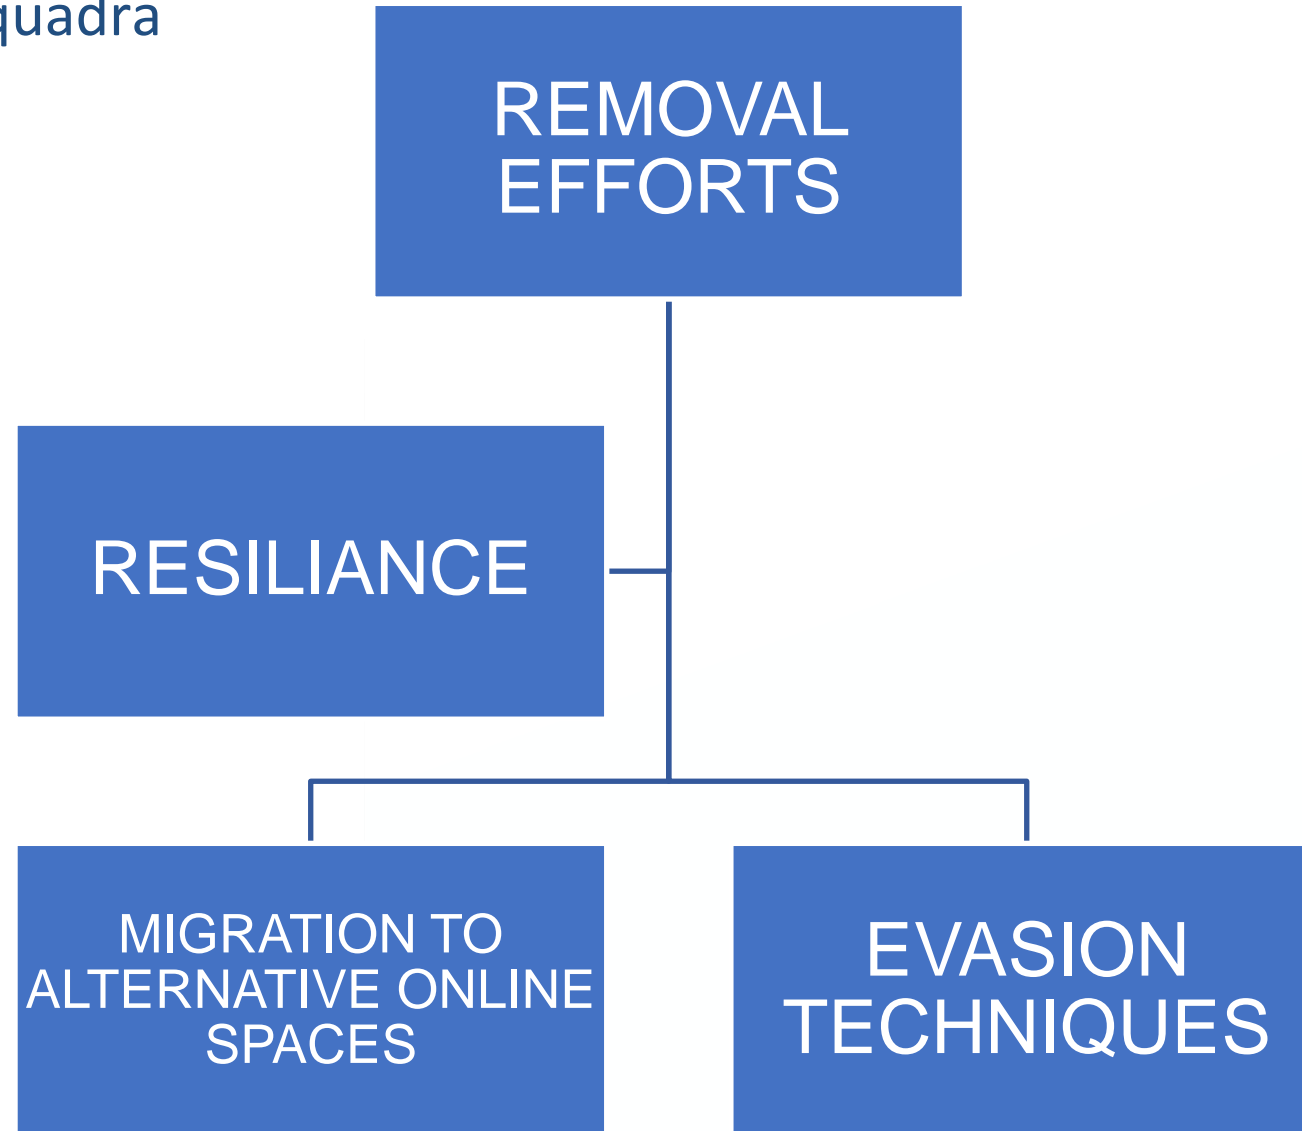 quadra
REMOVAL
EFFORTS
RESILIANCE
MIGRATION TO
ALTERNATIVE ONLINE
SPACES
EVASION
TECHNIQUES